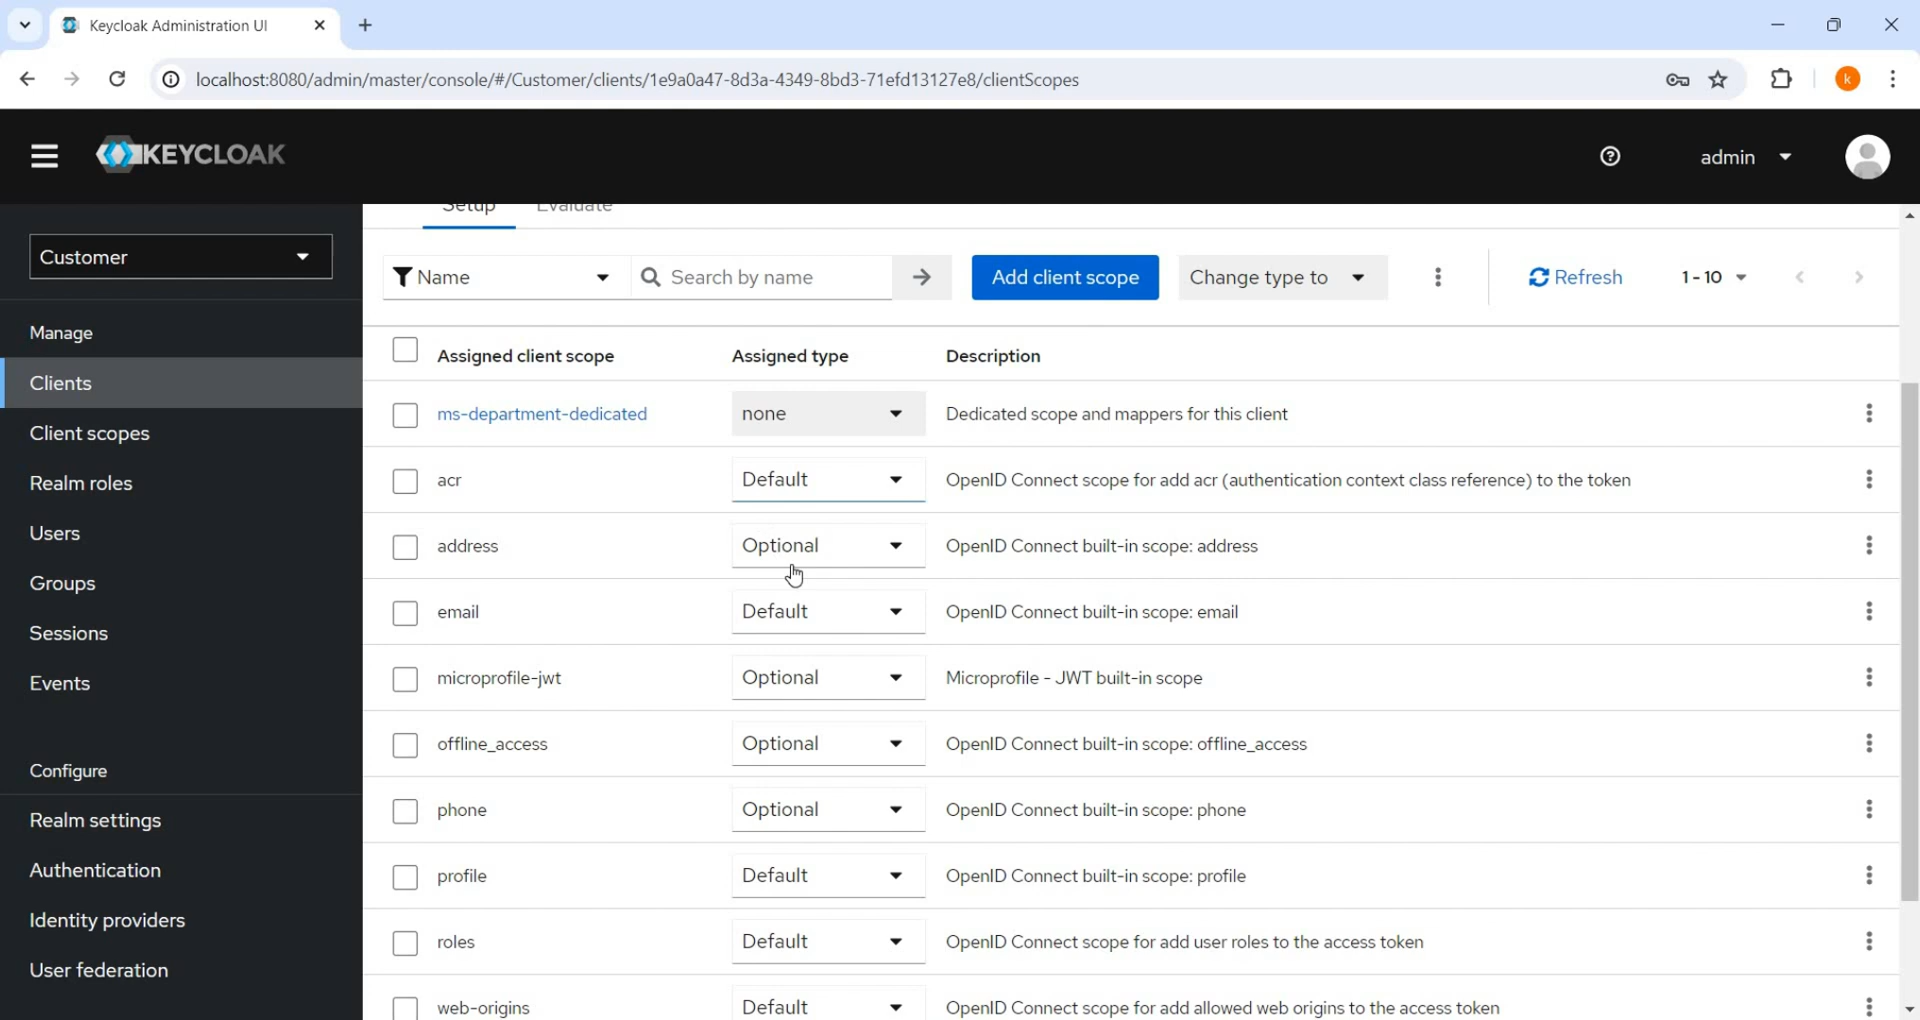 Keycloak Administration UI
localhost:8080/admin/master/console/#/Customer/clients/1e9a0a47-8d3a-4349-8bd3-71efd13127e8/clientScopes
k
KEYCLOAK
admin
Customer
Manage
Clients
Client scopes
Realm roles
Users
Groups
Sessions
Events
Configure
Realm settings
Authentication
Identity providers
User federation
Setup Evaluate
Name Search by name Add client scope Change type to Refresh 1 - 10
Assigned client scope Assigned type Description
ms-department-dedicated none Dedicated scope and mappers for this client
acr Default OpenID Connect scope for add acr (authentication context class reference) to the token
address Optional OpenID Connect built-in scope: address
email Default OpenID Connect built-in scope: email
microprofile-jwt Optional Microprofile - JWT built-in scope
offline_access Optional OpenID Connect built-in scope: offline_access
phone Optional OpenID Connect built-in scope: phone
profile Default OpenID Connect built-in scope: profile
roles Default OpenID Connect scope for add user roles to the access token
web-origins Default OpenID Connect scope for add allowed web origins to the access token